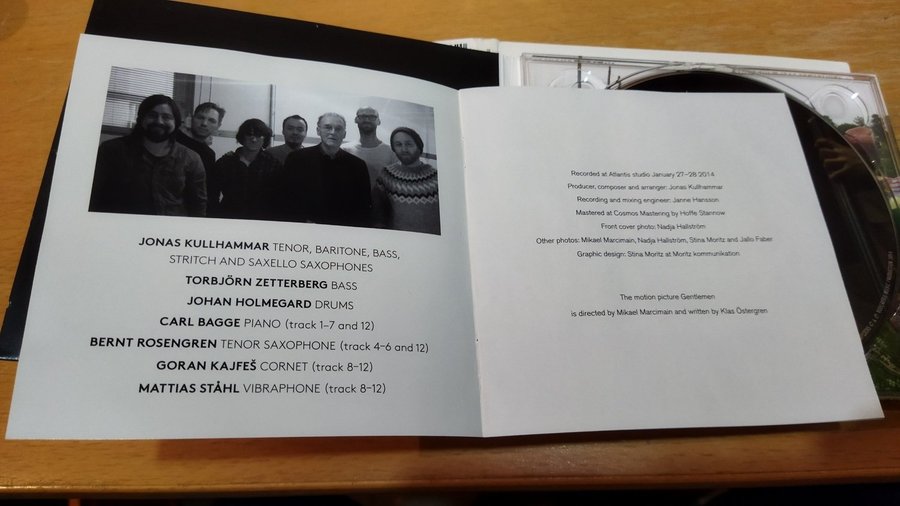 JONAS KULLHAMMAR TENOR, BARITONE, BASS,
STRITCH AND SAXELLO SAXOPHONES
TORBJÖRN ZETTERBERG BASS
JOHAN HOLMEGARD DRUMS
CARL BAGGE PIANO (track 1–7 and 12)
BERNT ROSENGREN TENOR SAXOPHONE (track 4–6 and 12)
GORAN KAJFEŠ CORNET (track 8–12)
MATTIAS STÅHL VIBRAPHONE (track 8–12)
Recorded at Atlantis studio January 27–28 2014
Producer, composer and arranger: Jonas Kullhammar
Recording and mixing engineer: Janne Hansson
Mastered at Cosmos Mastering by Hoffe Stannow
Front cover photo: Nadja Hallström
Other photos: Mikael Marcimain, Nadja Hallström, Stina Moritz and Jallo Faber
Graphic design: Stina Moritz at Moritz kommunikation
The motion picture Gentlemen
is directed by Mikael Marcimain and written by Klas Östergren